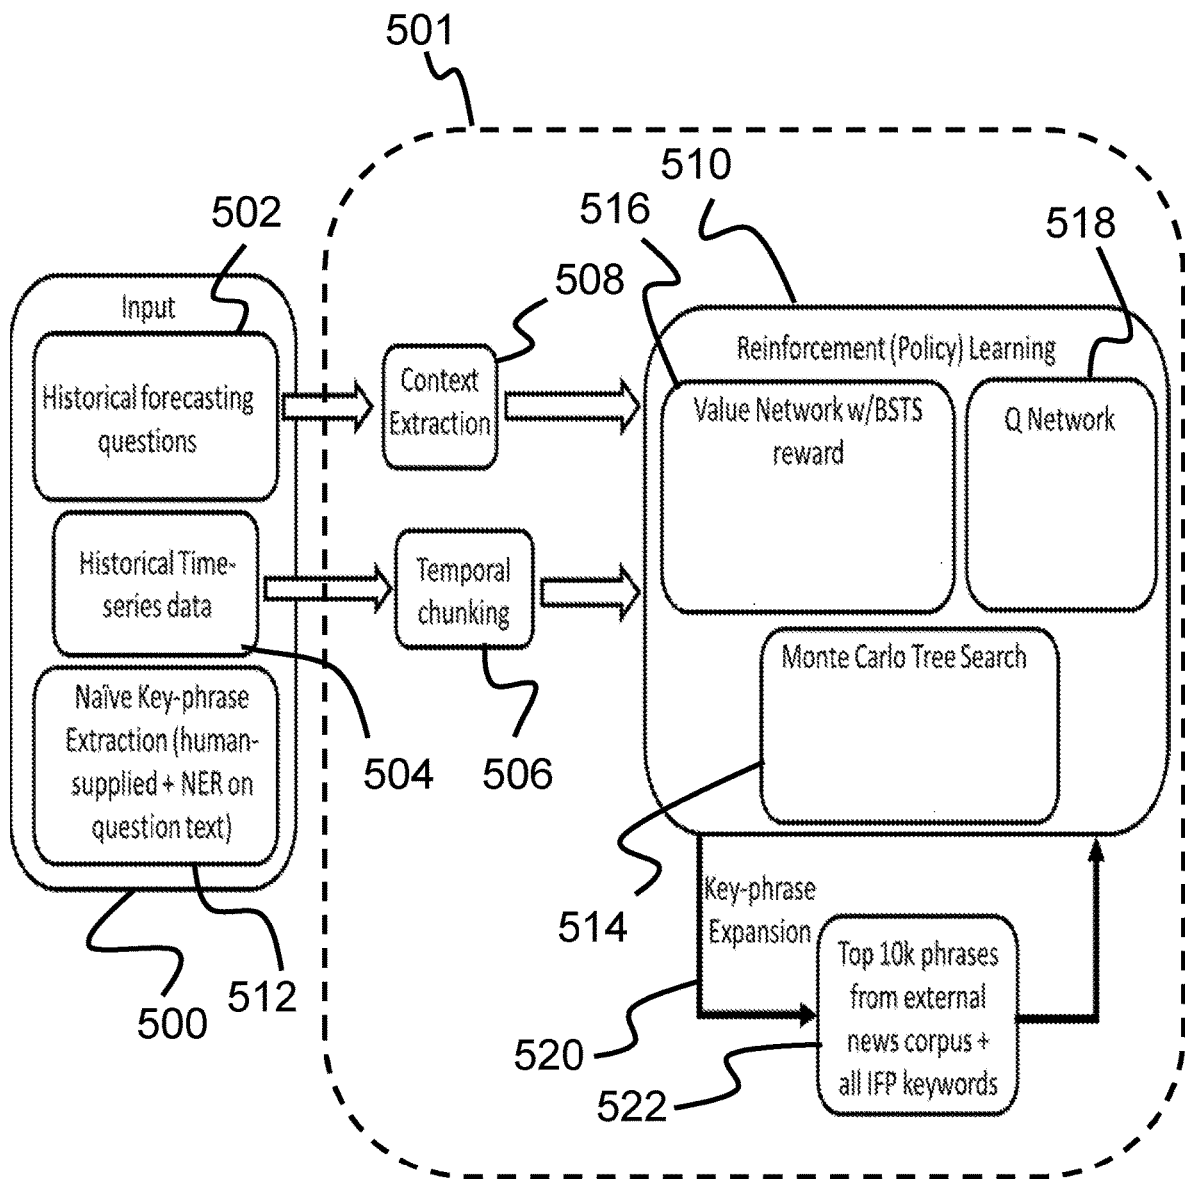 501
510
516
518
502
508
Input
Historical forecasting
questions
Context
Extraction
Reinforcement (Policy) Learning
Value Network w/BSTS
reward
Q Network
Historical Time-
series data
Temporal
chunking
Monte Carlo Tree Search
Naïve Key-phrase
Extraction (human-
supplied + NER on
question text)
504
506
514
Key-phrase
Expansion
512
500
520
522
Top 10k phrases
from external
news corpus +
all IFP keywords